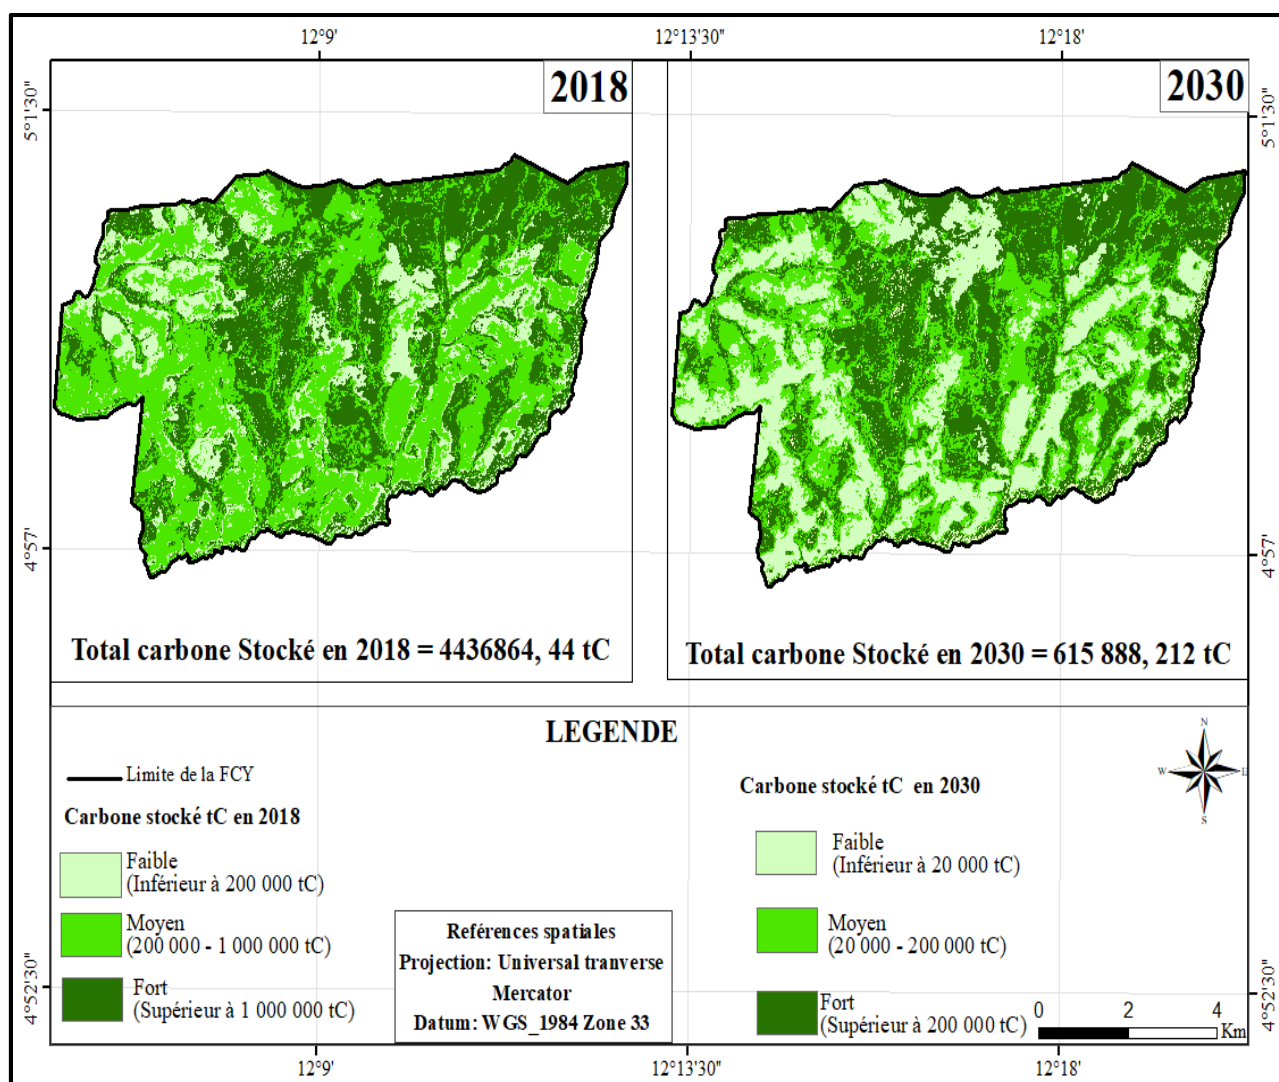 12°9'
12°13'30"
12°18'
2018
2030
5°1'30"
5°1'30"
4°57'
4°57'
Total carbone Stocké en 2018 = 4436864, 44 tC
Total carbone Stocké en 2030 = 615 888, 212 tC
LEGENDE
N
W
E
S
Limite de la FCY
Carbone stocké tC en 2018
Faible
(Inférieur à 200 000 tC)
Moyen
(200 000 - 1 000 000 tC)
Fort
(Supérieur à 1 000 000 tC)
Reférences spatiales
Projection: Universal tranverse
Mercator
Datum: WGS_1984 Zone 33
Carbone stocké tC en 2030
Faible
(Inférieur à 20 000 tC)
Moyen
(20 000 - 200 000 tC)
Fort
(Supérieur à 200 000 tC)
0 2 4
Km
4°52'30"
4°52'30"
12°9'
12°13'30"
12°18'